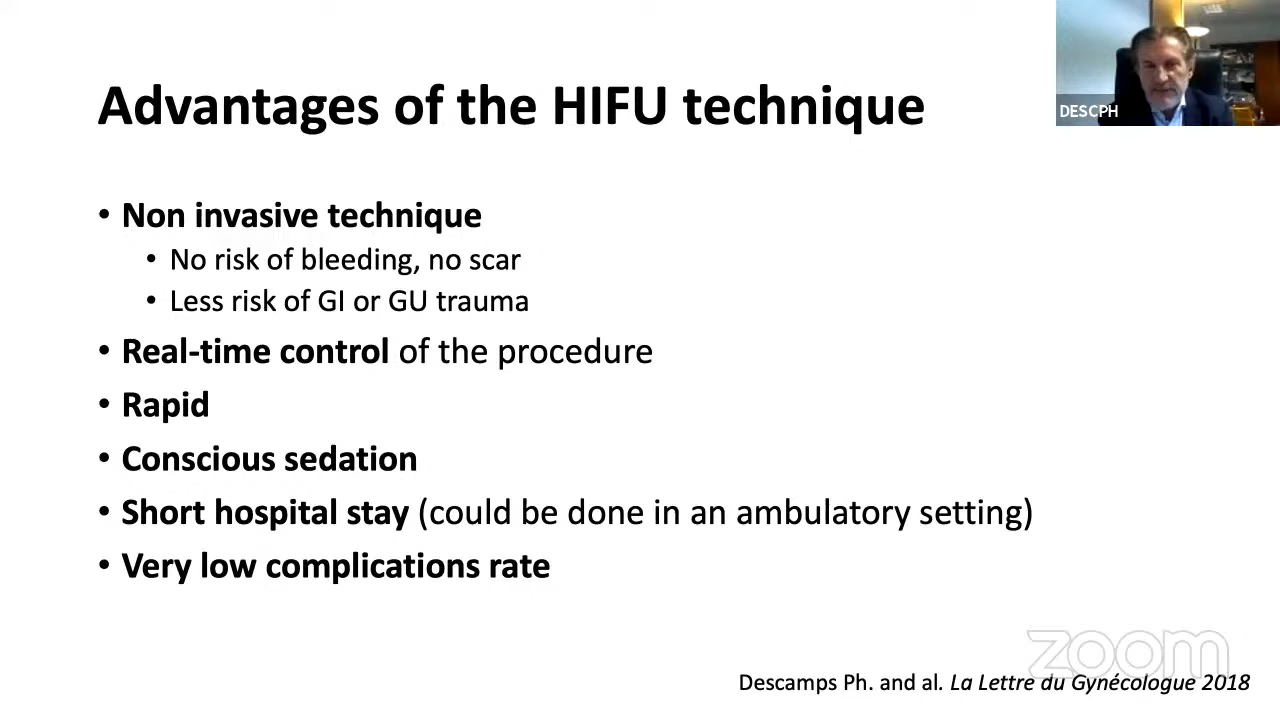 Advantages of the HIFU technique
DESCPH
• Non invasive technique
• No risk of bleeding, no scar
• Less risk of GI or GU trauma
• Real-time control of the procedure
• Rapid
• Conscious sedation
• Short hospital stay (could be done in an ambulatory setting)
• Very low complications rate
zoom
Descamps Ph. and al. La Lettre du Gynécologue 2018